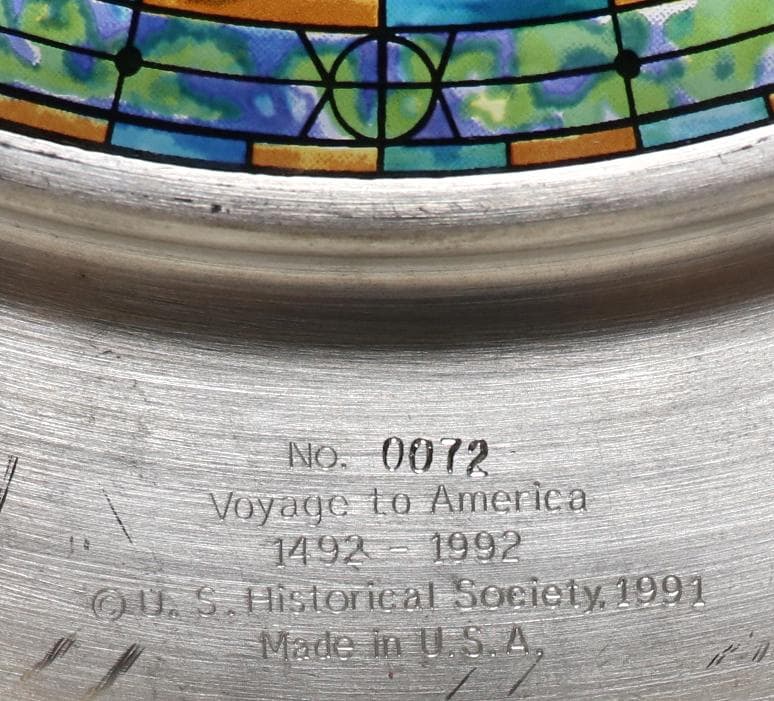 No. 0072
Voyage to America
1492 - 1992
© U. S. Historical Society, 1991
Made in U.S.A.